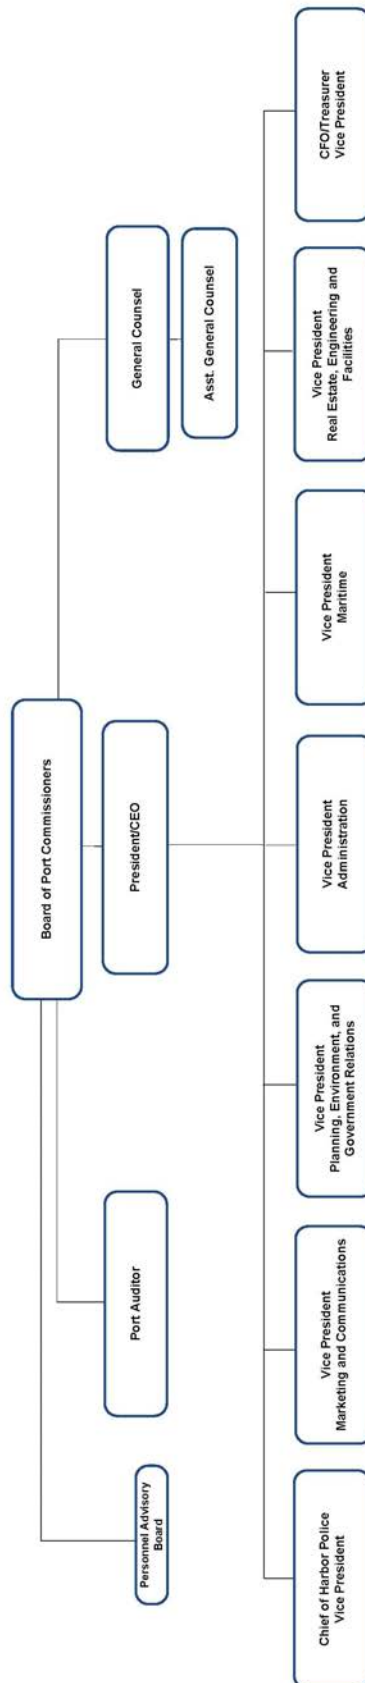 Board of Port Commissioners
Personnel Advisory
Board
Port Auditor
President/CEO
General Counsel
Asst. General Counsel
Chief of Harbor Police
Vice President
Vice President
Marketing and Communications
Vice President
Planning, Environment, and
Government Relations
Vice President
Administration
Vice President
Maritime
Vice President
Real Estate, Engineering and
Facilities
CFO/Treasurer
Vice President